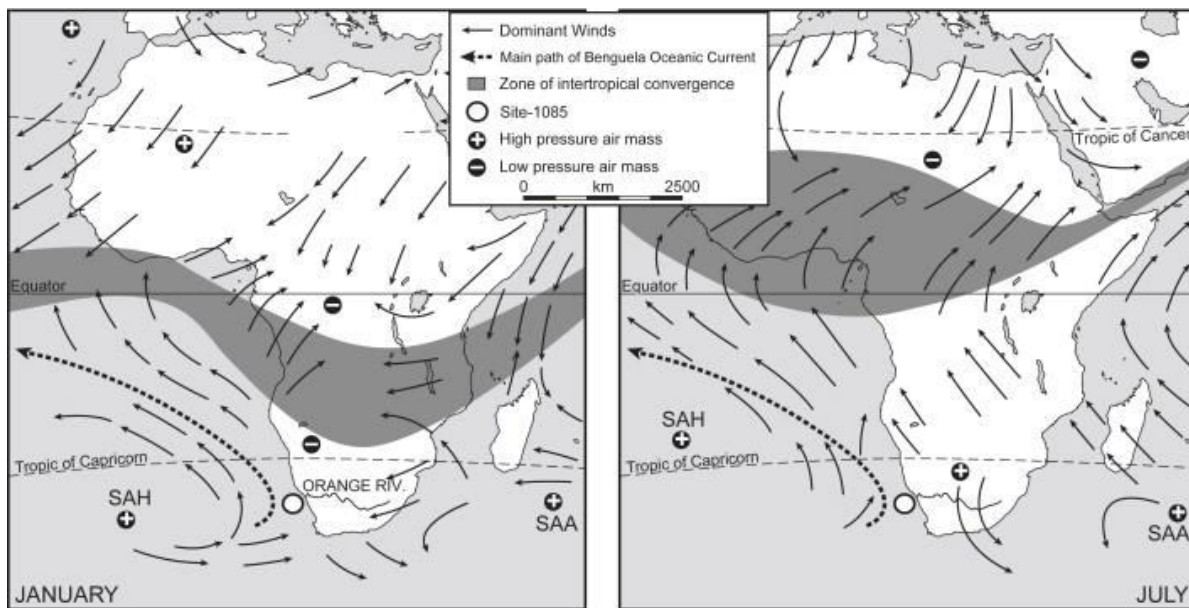 Dominant Winds
Main path of Benguela Oceanic Current
Zone of intertropical convergence
Site-1085
High pressure air mass
Low pressure air mass
0 km 2500
Equator
Tropic of Capricorn
SAH
ORANGE RIV.
SAA
JANUARY
Tropic of Cancer
Equator
SAH
Tropic of Capricorn
SAA
JULY